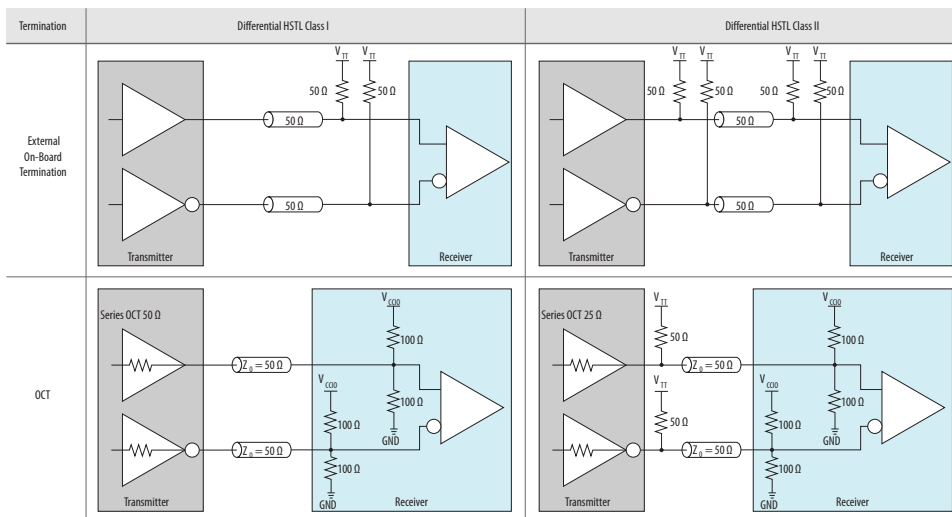 Termination
Differential HSTL Class I
Differential HSTL Class II
External
On-Board
Termination
V TT
V TT
50 Ω
50 Ω
50 Ω
50 Ω
Transmitter
Receiver
V TT
V TT
V TT
V TT
50 Ω
50 Ω
50 Ω
50 Ω
50 Ω
50 Ω
Transmitter
Receiver
OCT
Series OCT 50 Ω
V CCIO
100 Ω
Z 0 = 50 Ω
V CCIO
100 Ω
100 Ω
GND
Z 0 = 50 Ω
100 Ω
GND
Transmitter
Receiver
Series OCT 25 Ω
V TT
V CCIO
50 Ω
100 Ω
Z 0 = 50 Ω
V TT
V CCIO
100 Ω
50 Ω
100 Ω
GND
Z 0 = 50 Ω
100 Ω
GND
Transmitter
Receiver